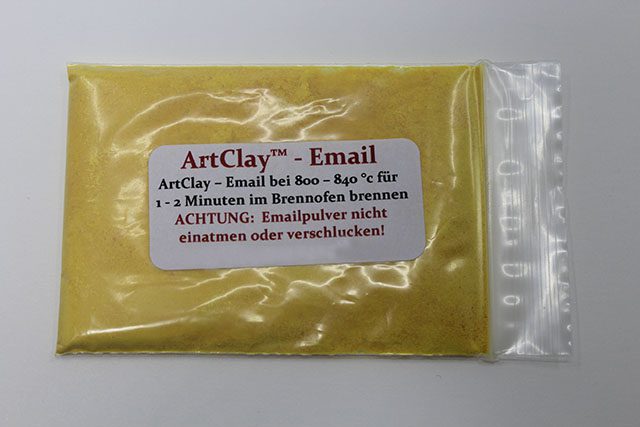 ArtClay™ - Email
ArtClay – Email bei 800 – 840 °c für
1 - 2 Minuten im Brennofen brennen
ACHTUNG: Emailpulver nicht
einatmen oder verschlucken!